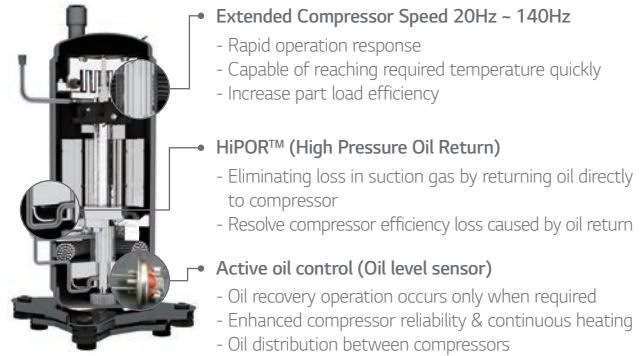 Extended Compressor Speed 20Hz ~ 140Hz
- Rapid operation response
- Capable of reaching required temperature quickly
- Increase part load efficiency
HiPOR™ (High Pressure Oil Return)
- Eliminating loss in suction gas by returning oil directly
to compressor
- Resolve compressor efficiency loss caused by oil return
Active oil control (Oil level sensor)
- Oil recovery operation occurs only when required
- Enhanced compressor reliability & continuous heating
- Oil distribution between compressors